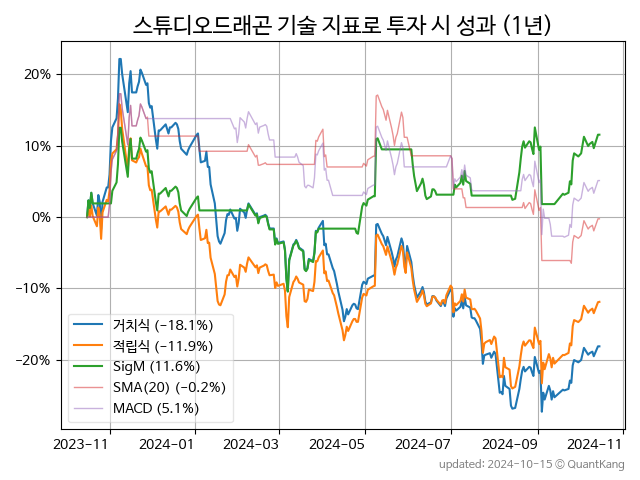 스튜디오드래곤 기술 지표로 투자 시 성과 (1년)
20%
10%
0%
−10%
−20%
거치식 (−18.1%)
적립식 (−11.9%)
SigM (11.6%)
SMA(20) (−0.2%)
MACD (5.1%)
2023−11 2024−01 2024−03 2024−05 2024−07 2024−09 2024−11
updated: 2024−10−15 © QuantKang